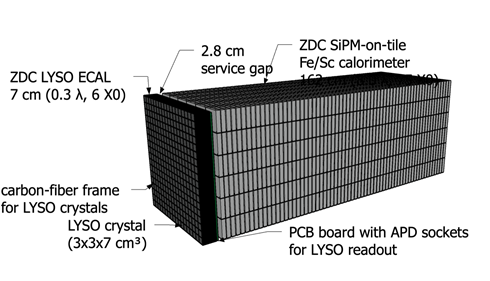 2.8 cm
service gap
ZDC SiPM-on-tile
Fe/Sc calorimeter
ZDC LYSO ECAL
7 cm (0.3 λ, 6 X0)
carbon-fiber frame
for LYSO crystals
LYSO crystal
(3x3x7 cm³)
PCB board with APD sockets
for LYSO readout